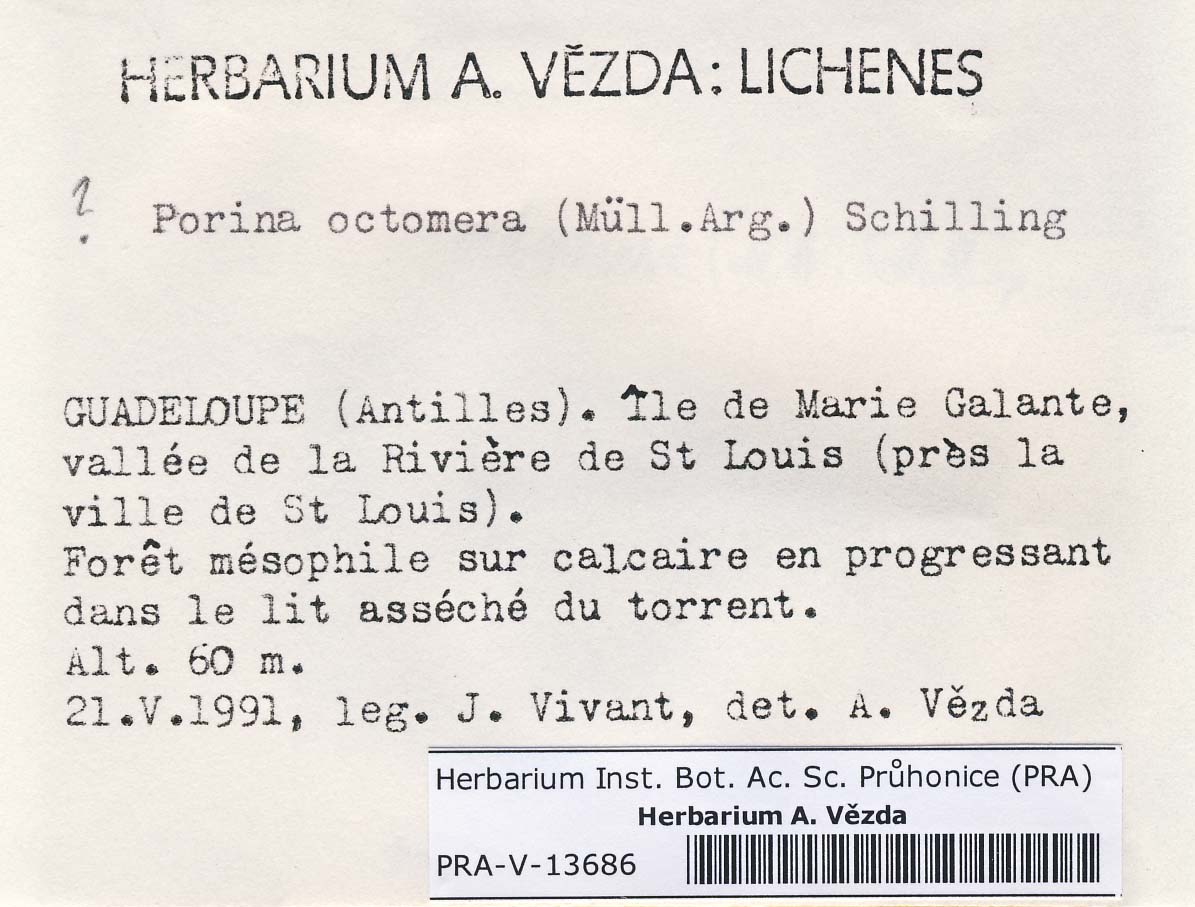 HERBARIUM A. VĚZDA: LICHENES
? Porina octomera (Müll.Arg.) Schilling
GUADELOUPE (Antilles). Île de Marie Galante,
vallée de la Rivière de St Louis (près la
ville de St Louis).
Forêt mésophile sur calcaire en progressant
dans le lit asséché du torrent.
Alt. 60 m.
21.V.1991, leg. J. Vivant, det. A. Vězda
Herbarium Inst. Bot. Ac. Sc. Průhonice (PRA)
Herbarium A. Vězda
PRA-V-13686